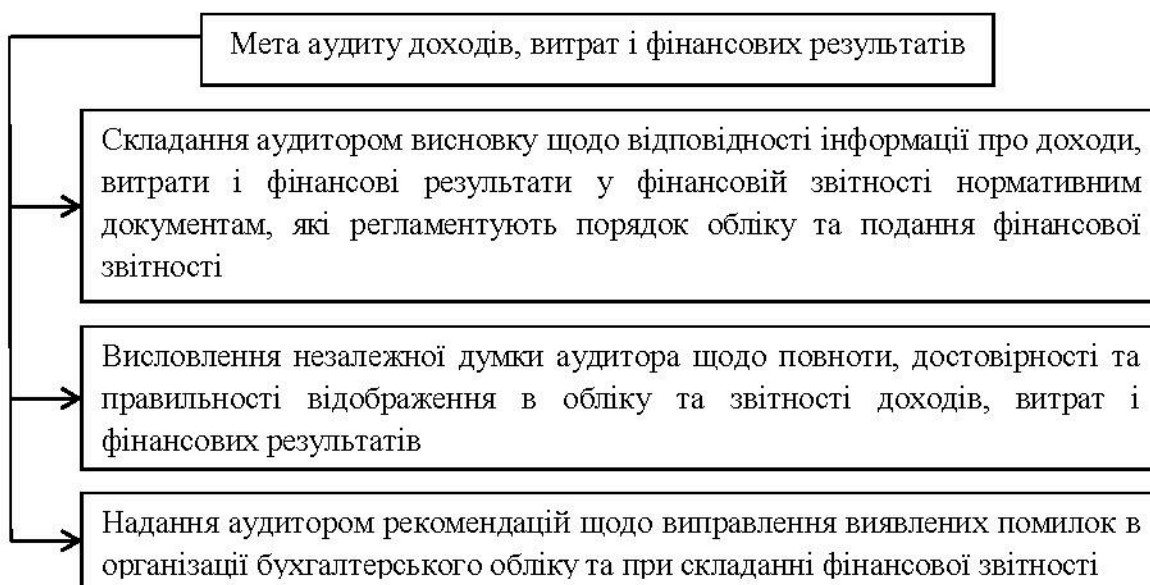 Мета аудиту доходів, витрат і фінансових результатів
Складання аудитором висновку щодо відповідності інформації про доходи,
витрати і фінансові результати у фінансовій звітності нормативним
документам, які регламентують порядок обліку та подання фінансової
звітності
Висловлення незалежної думки аудитора щодо повноти, достовірності та
правильності відображення в обліку та звітності доходів, витрат і
фінансових результатів
Надання аудитором рекомендацій щодо виправлення виявлених помилок в
організації бухгалтерського обліку та при складанні фінансової звітності